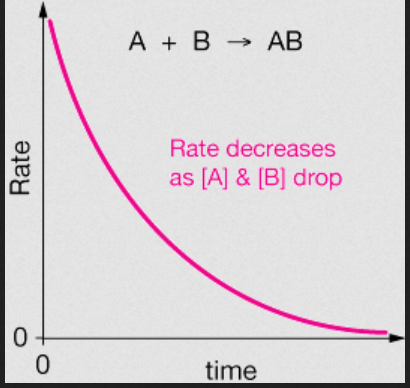 A + B → AB
Rate decreases
as [A] & [B] drop
Rate
0
0
time